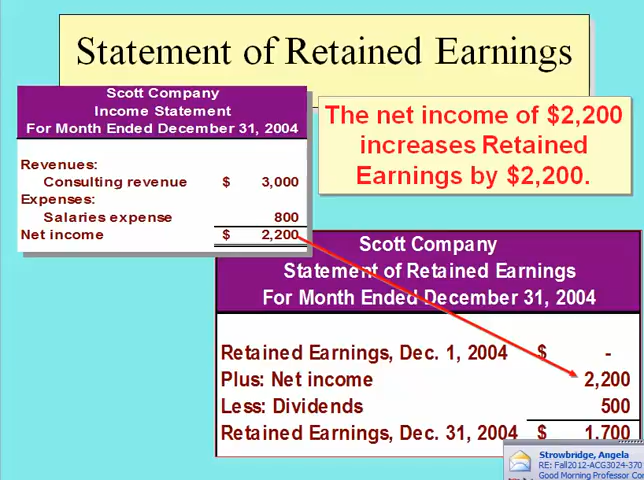 Statement of Retained Earnings
Scott Company
Income Statement
For Month Ended December 31, 2004
Revenues:
Consulting revenue $ 3,000
Expenses:
Salaries expense 800
Net income $ 2,200
The net income of $2,200
increases Retained
Earnings by $2,200.
Scott Company
Statement of Retained Earnings
For Month Ended December 31, 2004
Retained Earnings, Dec. 1, 2004 $ -
Plus: Net income 2,200
Less: Dividends 500
Retained Earnings, Dec. 31, 2004 $ 1,700
Strowbridge, Angela
RE: Fall2012-ACG3024-370
Good Morning Professor